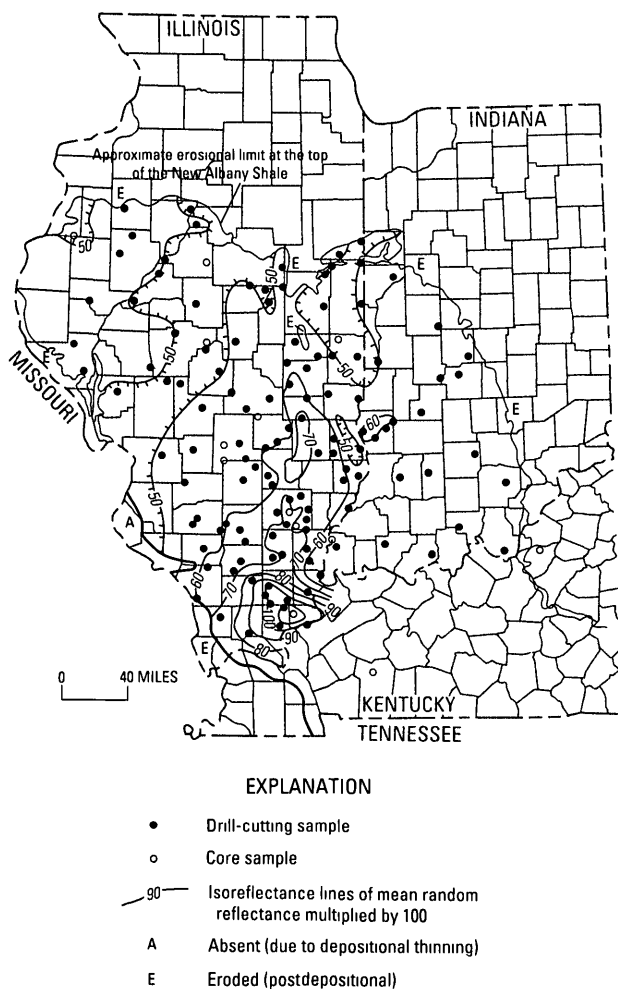 ILLINOIS
INDIANA
Approximate erosional limit at the top
of the New Albany Shale
E
E
E
50
50
E
50
E
50
MISSOURI
50
60
E
70
50
50
A
60
60
70
70
80
90
100
90
E
80
0 40 MILES
KENTUCKY
TENNESSEE
EXPLANATION
Drill-cutting sample
Core sample
90 Isoreflectance lines of mean random
reflectance multiplied by 100
A Absent (due to depositional thinning)
E Eroded (postdepositional)